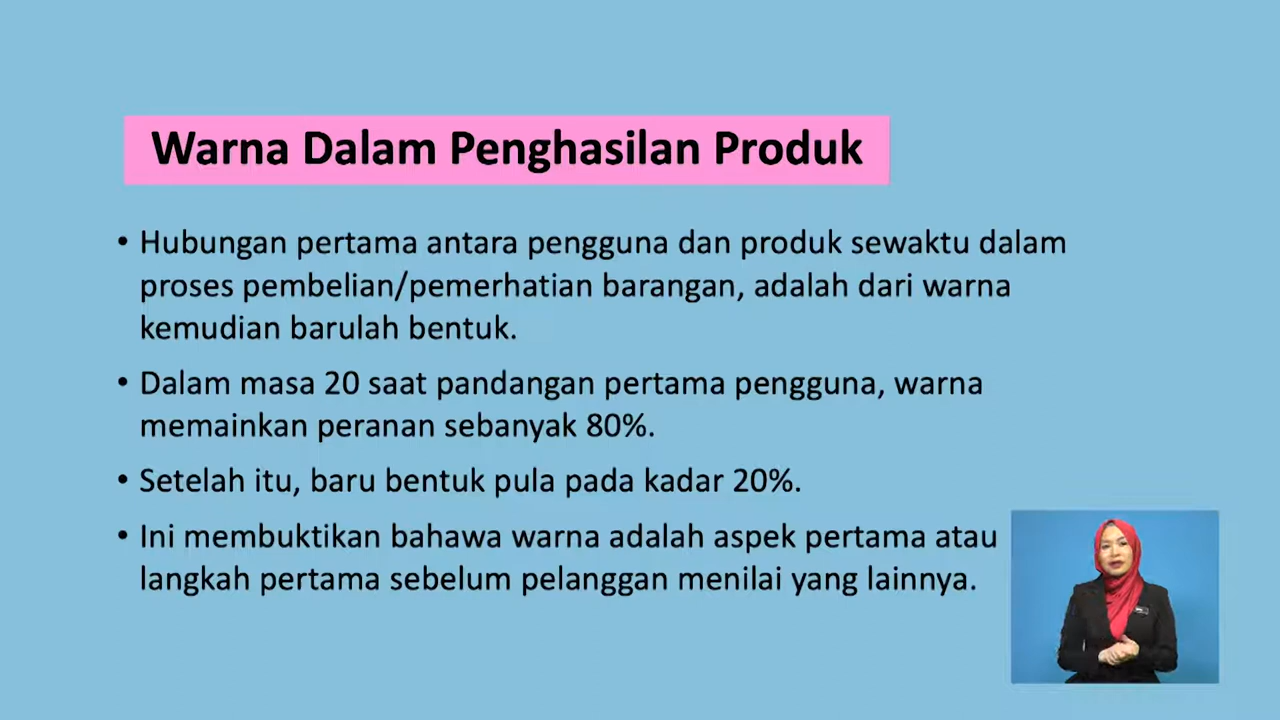 Warna Dalam Penghasilan Produk
• Hubungan pertama antara pengguna dan produk sewaktu dalam
proses pembelian/pemerhatian barangan, adalah dari warna
kemudian barulah bentuk.
• Dalam masa 20 saat pandangan pertama pengguna, warna
memainkan peranan sebanyak 80%.
• Setelah itu, baru bentuk pula pada kadar 20%.
• Ini membuktikan bahawa warna adalah aspek pertama atau
langkah pertama sebelum pelanggan menilai yang lainnya.